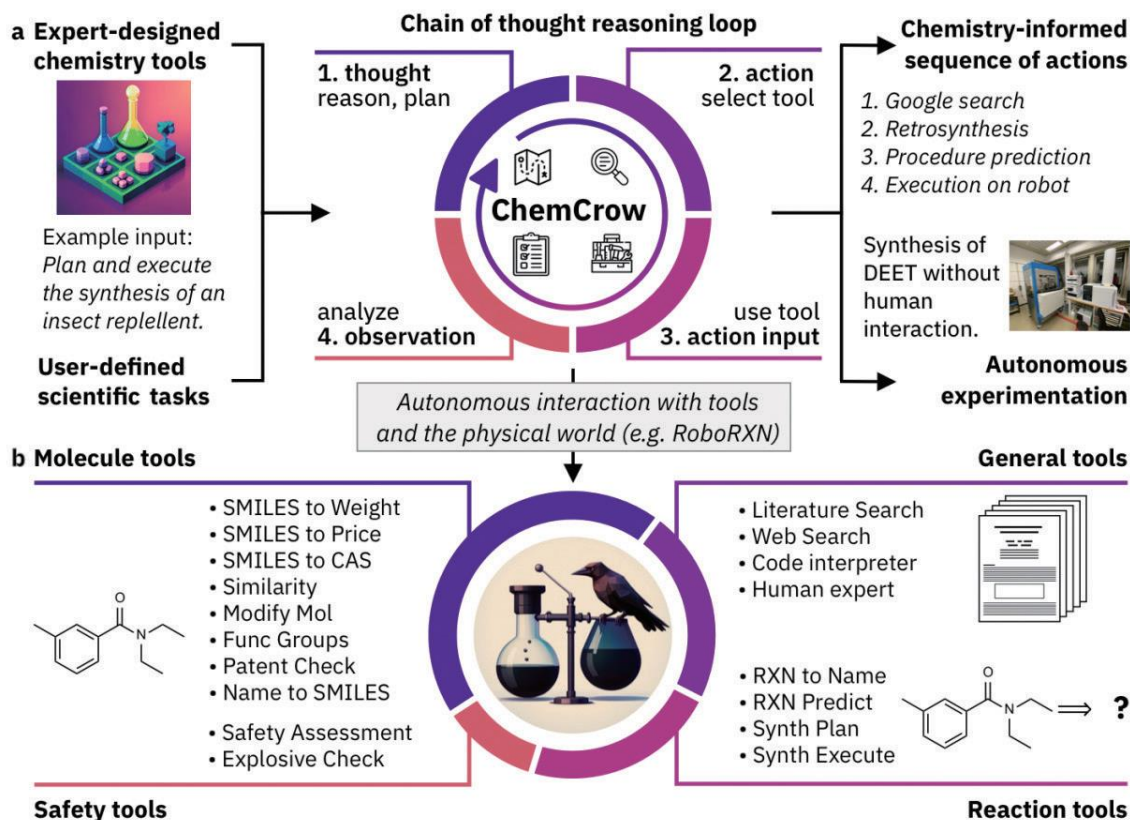 a Expert-designed
chemistry tools
Example input:
Plan and execute
the synthesis of an
insect repllellent.
User-defined
scientific tasks
Chain of thought reasoning loop
1. thought
reason, plan
2. action
select tool
ChemCrow
analyze
4. observation
use tool
3. action input
Chemistry-informed
sequence of actions
1. Google search
2. Retrosynthesis
3. Procedure prediction
4. Execution on robot
Synthesis of
DEET without
human
interaction.
Autonomous
experimentation
Autonomous interaction with tools
and the physical world (e.g. RoboRXN)
b Molecule tools
• SMILES to Weight
• SMILES to Price
• SMILES to CAS
• Similarity
• Modify Mol
• Func Groups
• Patent Check
• Name to SMILES
O
N
• Safety Assessment
• Explosive Check
Safety tools
General tools
• Literature Search
• Web Search
• Code interpreter
• Human expert
• RXN to Name
• RXN Predict
• Synth Plan
• Synth Execute
O
N
⇒ ?
Reaction tools